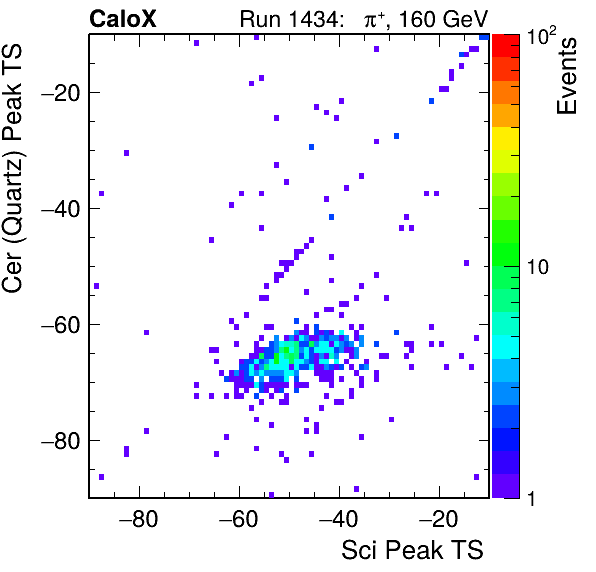 CaloX Run 1434: π⁺, 160 GeV
Cer (Quartz) Peak TS
−20
−40
−60
−80
−80 −60 −40 −20
Sci Peak TS
10²
10
1
Events